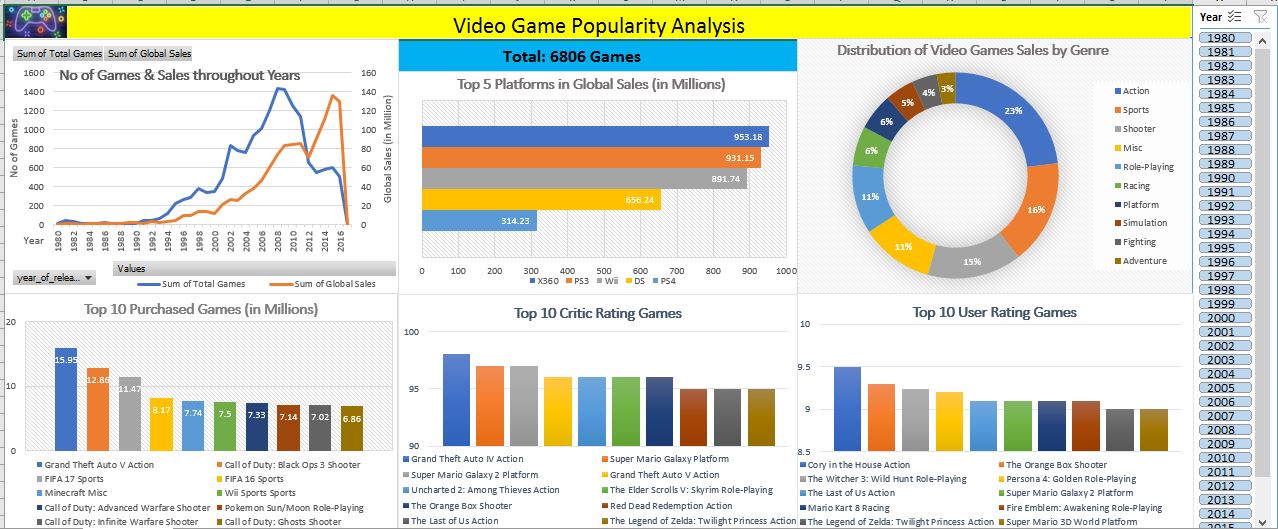 Video Game Popularity Analysis
Sum of Total Games Sum of Global Sales
No of Games & Sales throughout Years
1600 160
1400 140
1200 120
1000 100
800 80
600 60
400 40
200 20
0 0
No of Games
Global Sales (in Million)
Year
1980 1982 1984 1986 1988 1990 1992 1994 1996 1998 2000 2002 2004 2006 2008 2010 2012 2014 2016
Values
year_of_relea...
Sum of Total Games Sum of Global Sales
Total: 6806 Games
Top 5 Platforms in Global Sales (in Millions)
953.18
931.15
891.74
656.24
314.23
0 100 200 300 400 500 600 700 800 900 1000
X360 PS3 Wii DS PS4
Distribution of Video Games Sales by Genre
23%
16%
15%
11%
11%
6%
6%
5%
4%
3%
Action
Sports
Shooter
Misc
Role-Playing
Racing
Platform
Simulation
Fighting
Adventure
Top 10 Purchased Games (in Millions)
20
10
0
15.95 12.86 11.47 8.17 7.74 7.5 7.33 7.14 7.02 6.86
Grand Theft Auto V Action Call of Duty: Black Ops 3 Shooter
FIFA 17 Sports FIFA 16 Sports
Minecraft Misc Wii Sports Sports
Call of Duty: Advanced Warfare Shooter Pokemon Sun/Moon Role-Playing
Call of Duty: Infinite Warfare Shooter Call of Duty: Ghosts Shooter
Top 10 Critic Rating Games
100
95
90
Grand Theft Auto IV Action Super Mario Galaxy Platform
Super Mario Galaxy 2 Platform Grand Theft Auto V Action
Uncharted 2: Among Thieves Action The Elder Scrolls V: Skyrim Role-Playing
The Orange Box Shooter Red Dead Redemption Action
The Last of Us Action The Legend of Zelda: Twilight Princess Action
Top 10 User Rating Games
10
9.5
9
8.5
Cory in the House Action The Orange Box Shooter
The Witcher 3: Wild Hunt Role-Playing Persona 4: Golden Role-Playing
The Last of Us Action Super Mario Galaxy 2 Platform
Mario Kart 8 Racing Fire Emblem: Awakening Role-Playing
The Legend of Zelda: Twilight Princess Action Super Mario 3D World Platform
Year
1980
1981
1982
1983
1984
1985
1986
1987
1988
1989
1990
1991
1992
1993
1994
1995
1996
1997
1998
1999
2000
2001
2002
2003
2004
2005
2006
2007
2008
2009
2010
2011
2012
2013
2014
2015